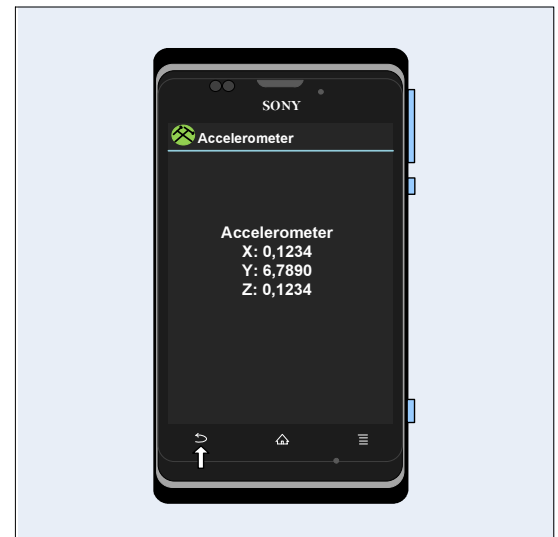 SONY
Accelerometer
Accelerometer
X: 0,1234
Y: 6,7890
Z: 0,1234